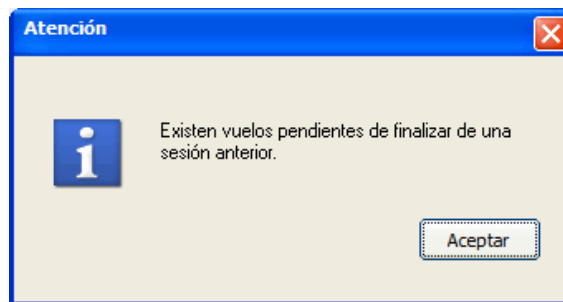 Atención
Existen vuelos pendientes de finalizar de una
sesión anterior.
Aceptar